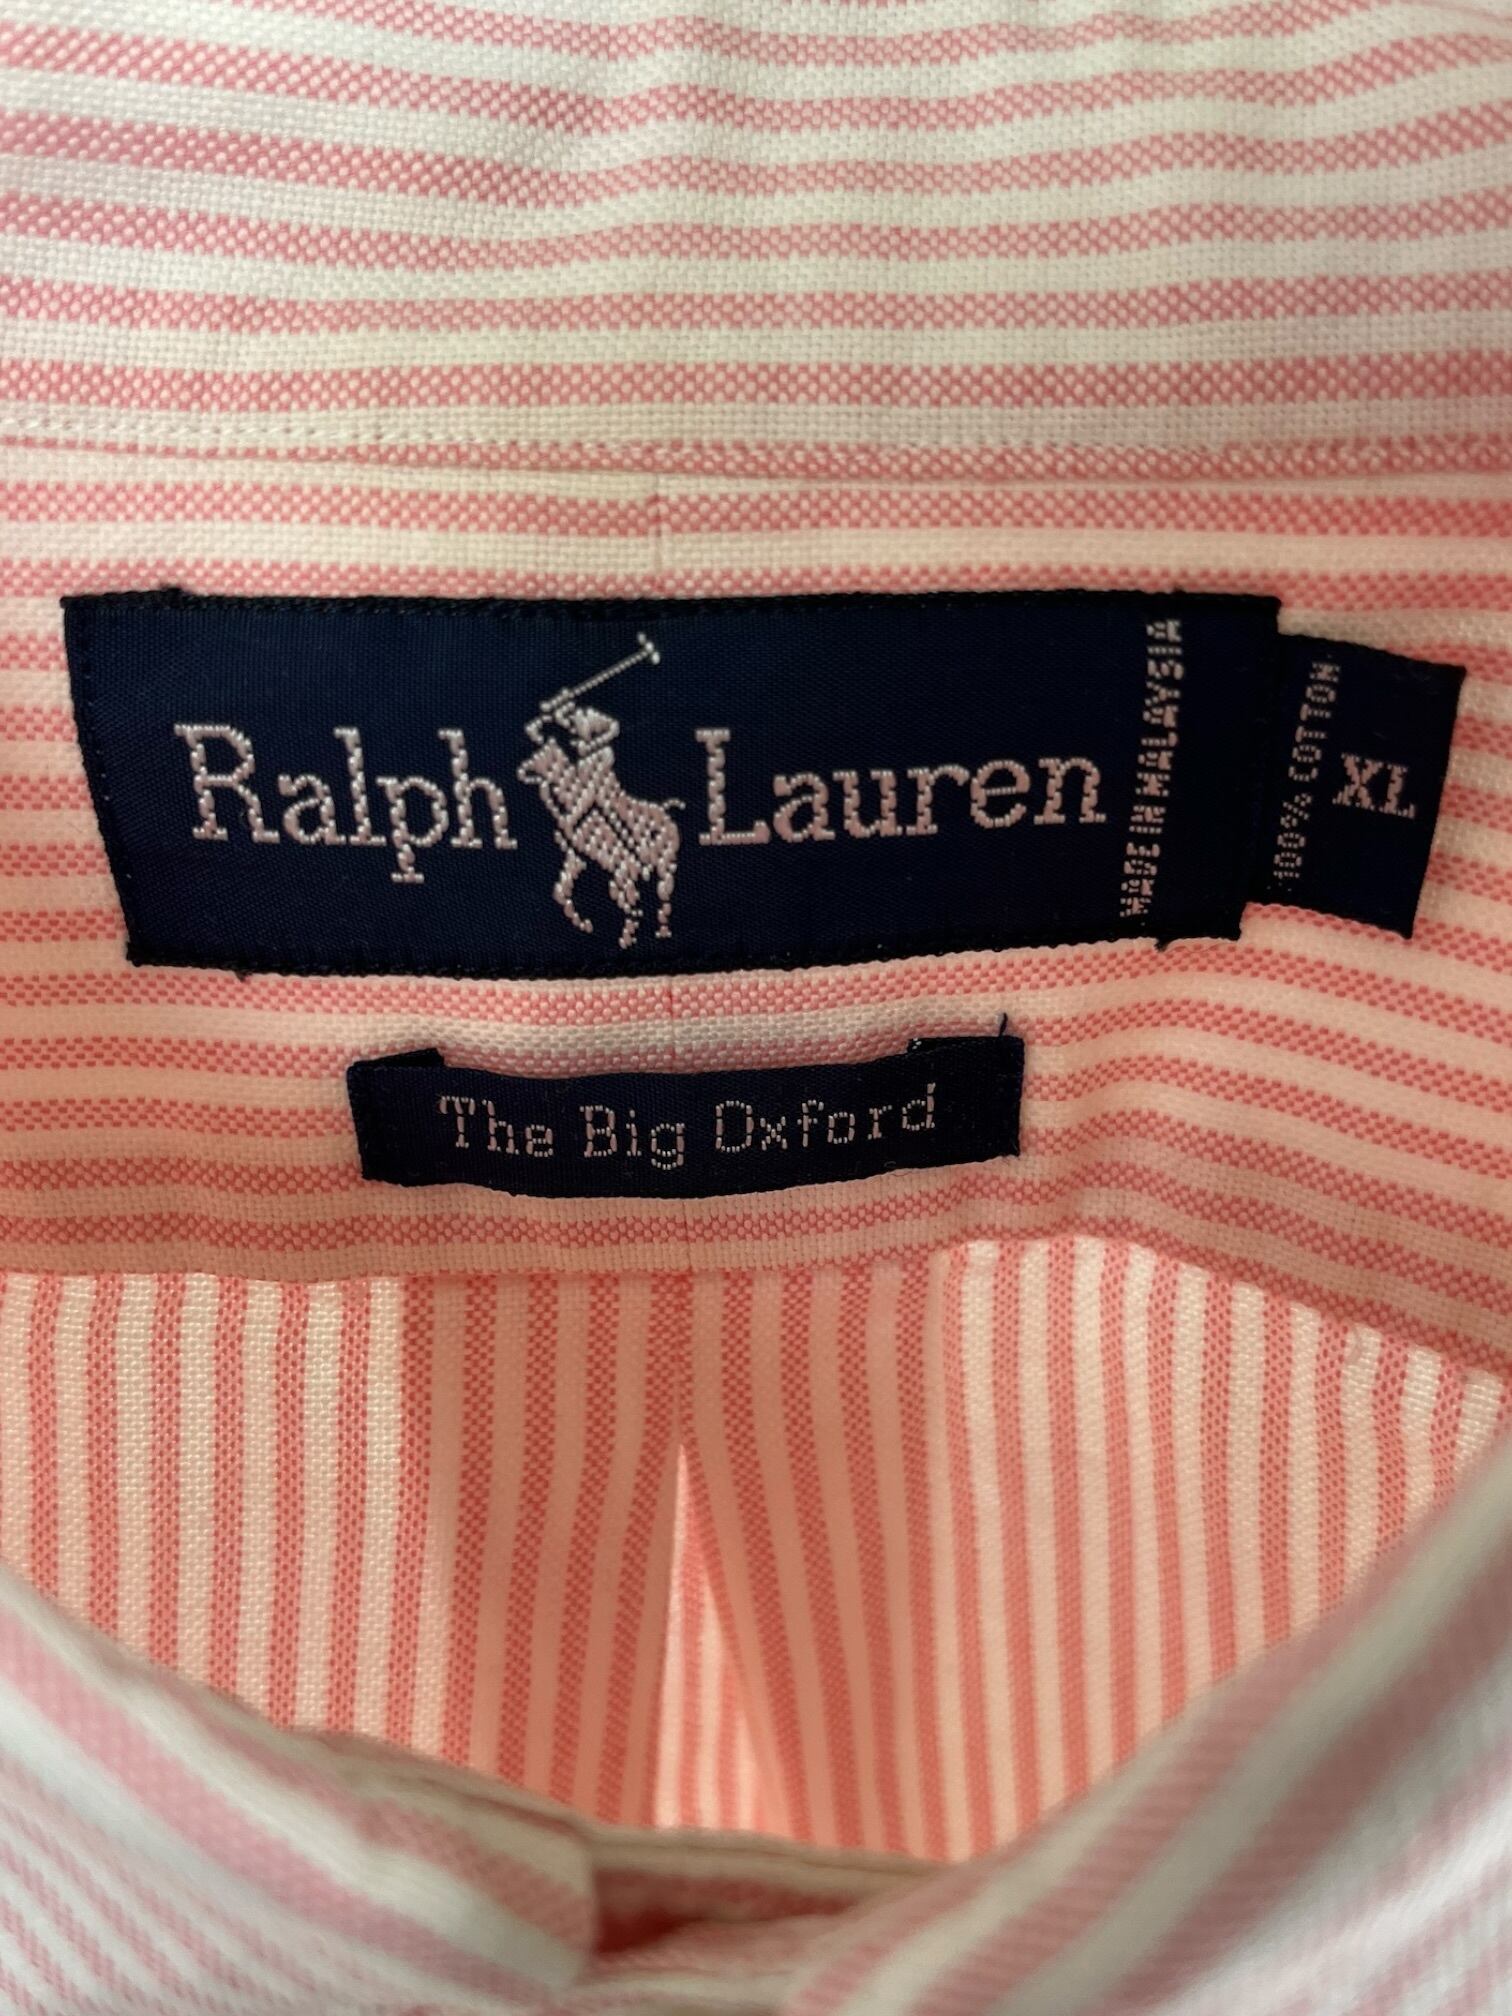 Ralph Lauren
MADE IN MALAYSIA
100% COTTON
XL
The Big Oxford